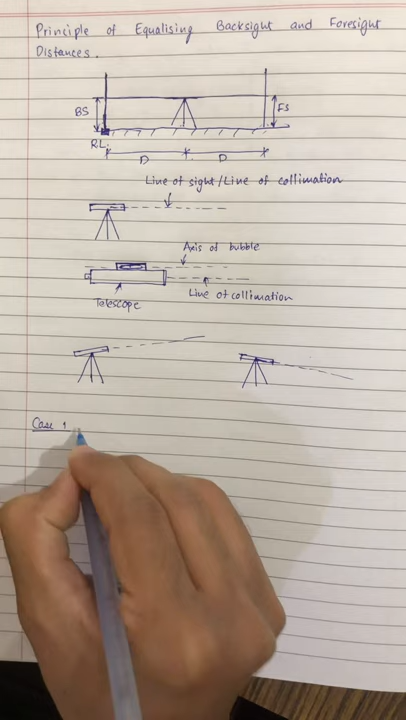 Principle of Equalising Backsight and Foresight
Distances.
BS
FS
RL
D
D
Line of sight/Line of collimation
Axis of bubble
Telescope
Line of collimation
Case 1